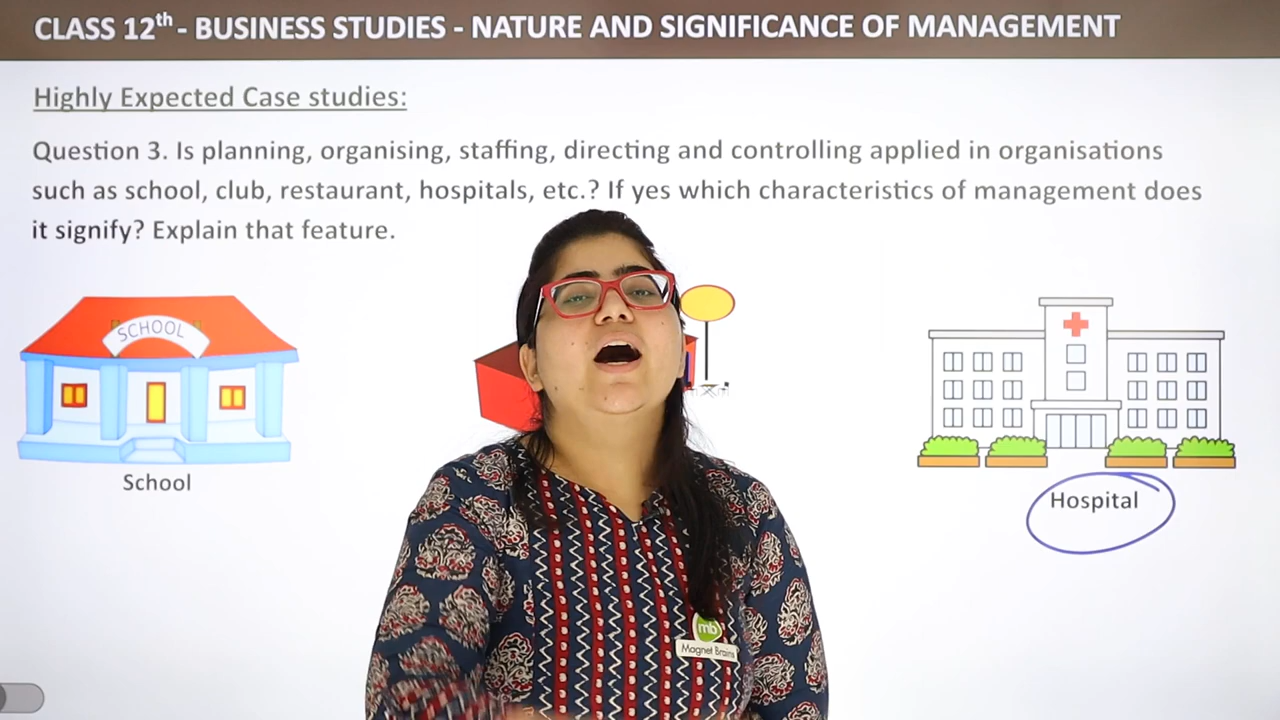 CLASS 12th - BUSINESS STUDIES - NATURE AND SIGNIFICANCE OF MANAGEMENT
Highly Expected Case studies:
Question 3. Is planning, organising, staffing, directing and controlling applied in organisations
such as school, club, restaurant, hospitals, etc.? If yes which characteristics of management does
it signify? Explain that feature.
SCHOOL
School
Hospital
mb
Magnet Brains